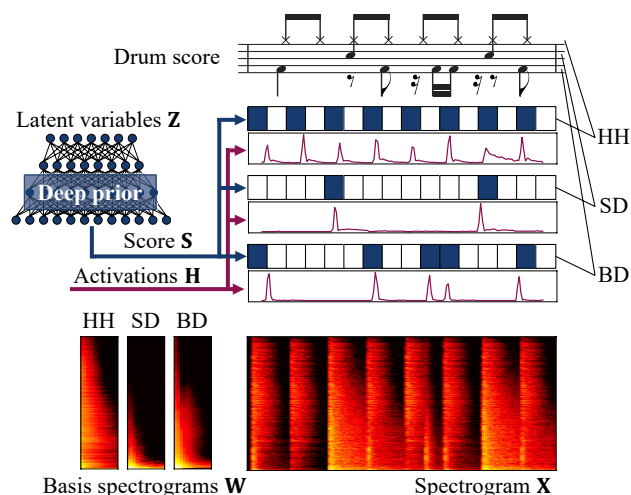 Drum score
Latent variables Z
Deep prior
Score S
Activations H
HH
SD
BD
HH SD BD
Basis spectrograms W
Spectrogram X